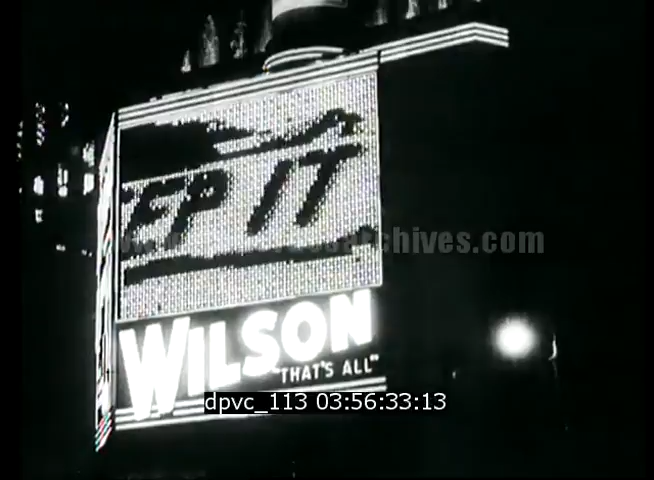 EP IT
archives.com
WILSON
"THAT'S ALL"
dpvc_113 03:56:33:13